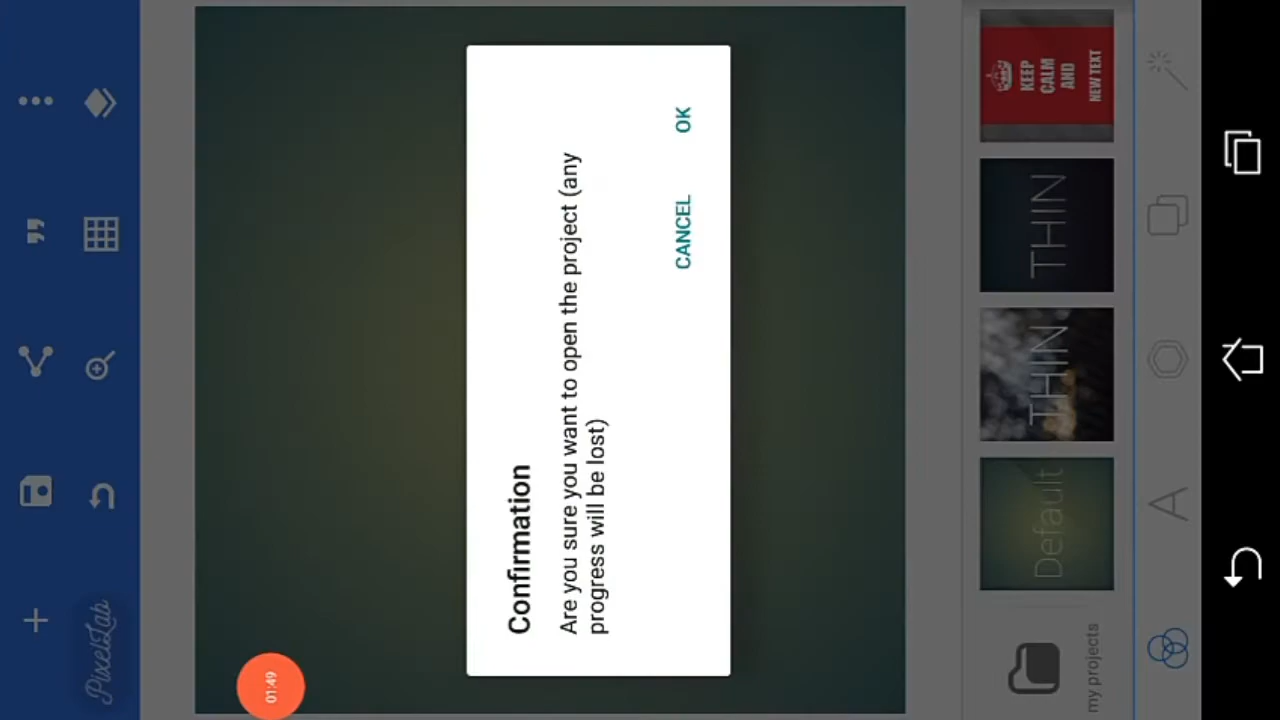 PixelLab
Confirmation
Are you sure you want to open the project (any
progress will be lost)
CANCEL
OK
my projects
Default
THIN
THIN
KEEP
CALM
AND
NEW TEXT
A
01:49